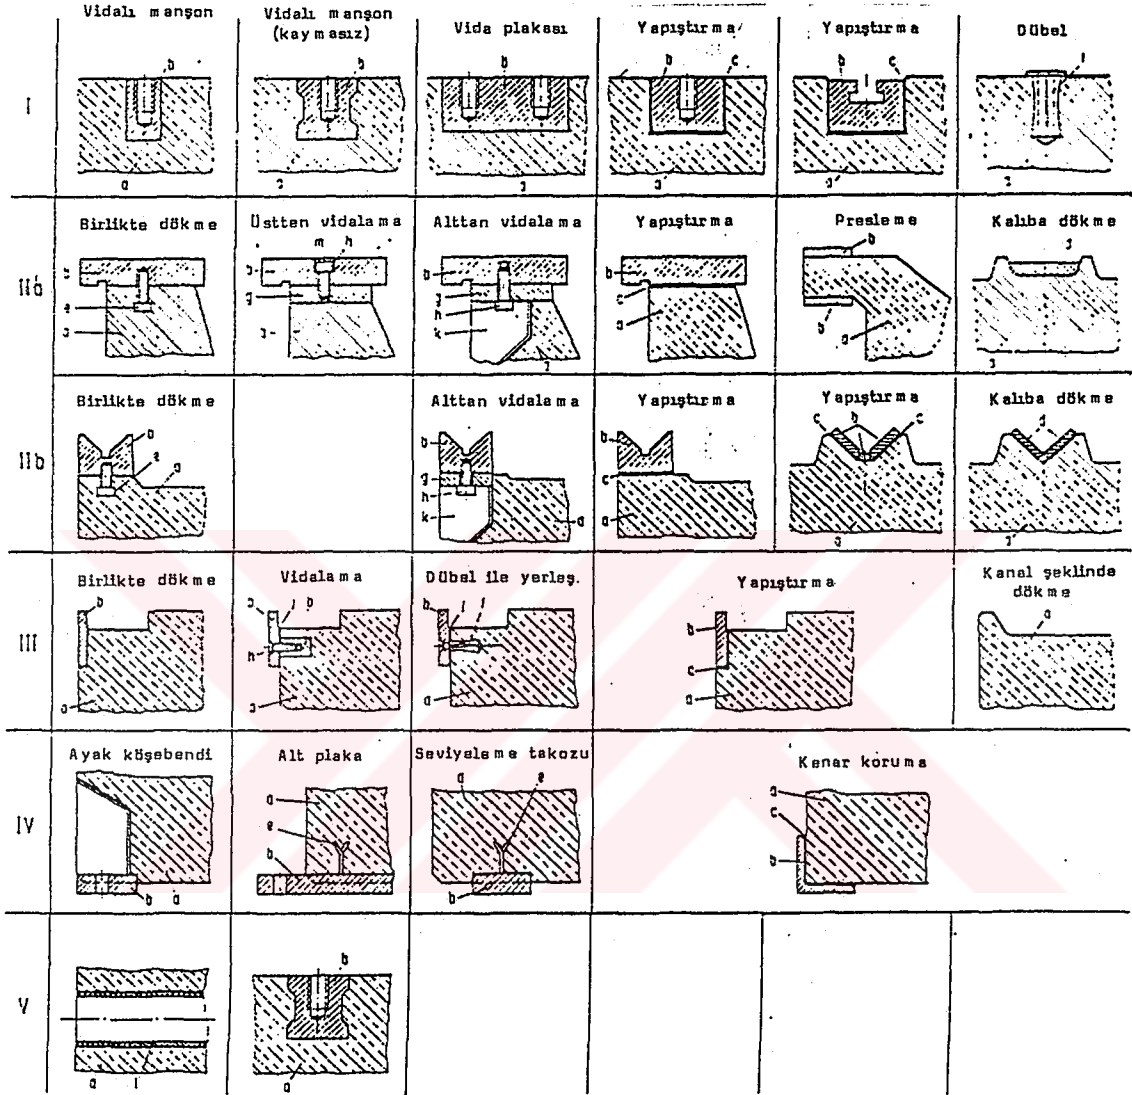 Vidalı manşon
Vidalı manşon
(kaymasız)
Vida plakası
Yapıştırma
Yapıştırma
Dübel
I
b
b
b
b
c
b
c
l
a
a
a
a
a
a
Birlikte dökme
Üstten vidalama
Alttan vidalama
Yapıştırma
Presleme
Kalıba dökme
IIa
b
e
a
m
h
b
g
a
b
g
h
k
a
b
c
a
b
b
a
a
a
Birlikte dökme
Alttan vidalama
Yapıştırma
Yapıştırma
Kalıba dökme
IIb
b
e
a
b
g
h
k
a
b
c
a
c
b
c
a
g
a
Birlikte dökme
Vidalama
Dübel ile yerleş.
Yapıştırma
Kanal şeklinde
dökme
III
b
a
b
h
a
b
l
a
b
c
a
a
Ayak köşebendi
Alt plaka
Seviyeleme takozu
Kenar koruma
IV
b
a
a
e
b
a
e
b
a
c
b
V
b
a
l
a